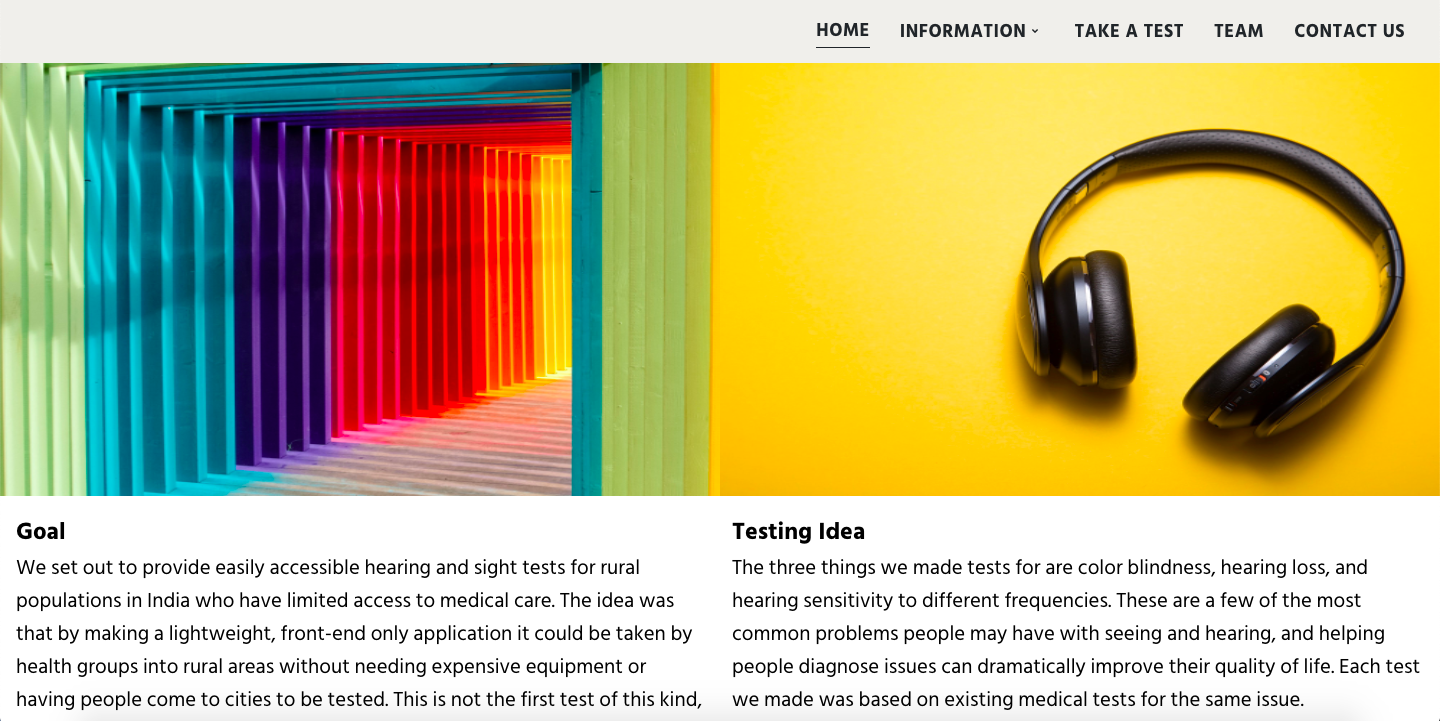 HOME INFORMATION TAKE A TEST TEAM CONTACT US
Goal
We set out to provide easily accessible hearing and sight tests for rural
populations in India who have limited access to medical care. The idea was
that by making a lightweight, front-end only application it could be taken by
health groups into rural areas without needing expensive equipment or
having people come to cities to be tested. This is not the first test of this kind,
Testing Idea
The three things we made tests for are color blindness, hearing loss, and
hearing sensitivity to different frequencies. These are a few of the most
common problems people may have with seeing and hearing, and helping
people diagnose issues can dramatically improve their quality of life. Each test
we made was based on existing medical tests for the same issue.